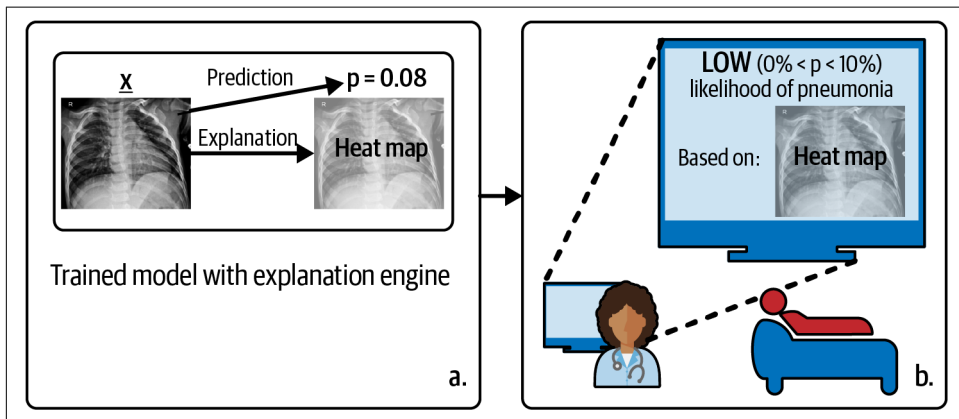 X
Prediction
p = 0.08
R
Explanation
Heat map
Trained model with explanation engine
a.
LOW (0% < p < 10%)
likelihood of pneumonia
R
Based on:
Heat map
b.